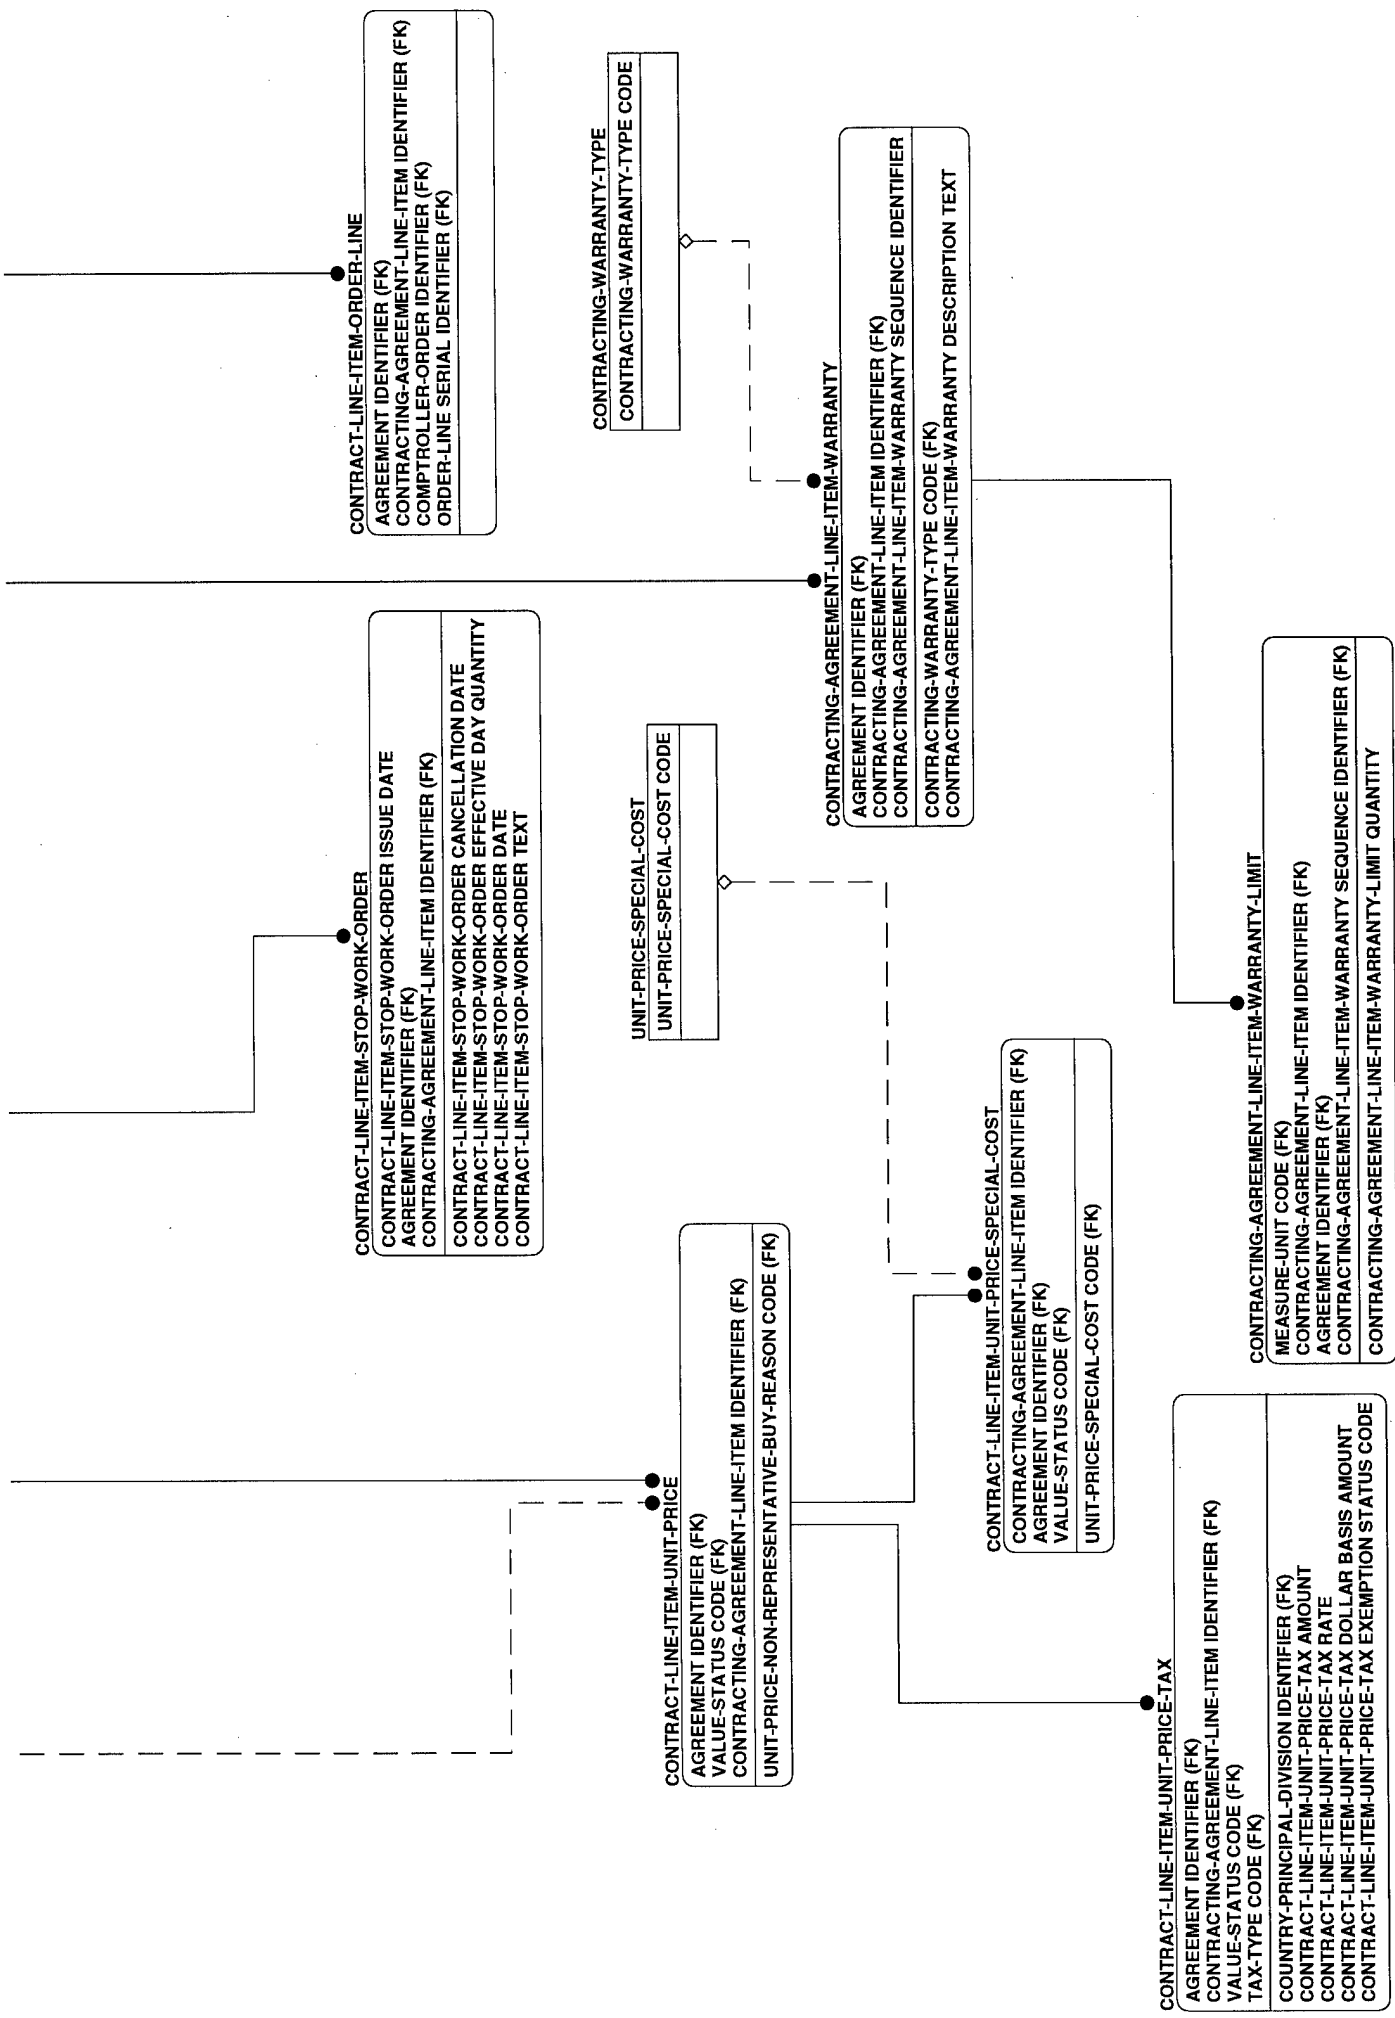 CONTRACT-LINE-ITEM-ORDER-LINE
AGREEMENT IDENTIFIER (FK)
CONTRACTING-AGREEMENT-LINE-ITEM IDENTIFIER (FK)
COMPTROLLER-ORDER IDENTIFIER (FK)
ORDER-LINE SERIAL IDENTIFIER (FK)
CONTRACT-LINE-ITEM-STOP-WORK-ORDER
CONTRACT-LINE-ITEM-STOP-WORK-ORDER ISSUE DATE
AGREEMENT IDENTIFIER (FK)
CONTRACTING-AGREEMENT-LINE-ITEM IDENTIFIER (FK)
CONTRACT-LINE-ITEM-STOP-WORK-ORDER CANCELLATION DATE
CONTRACT-LINE-ITEM-STOP-WORK-ORDER EFFECTIVE DAY QUANTITY
CONTRACT-LINE-ITEM-STOP-WORK-ORDER DATE
CONTRACT-LINE-ITEM-STOP-WORK-ORDER TEXT
CONTRACTING-WARRANTY-TYPE
CONTRACTING-WARRANTY-TYPE CODE
UNIT-PRICE-SPECIAL-COST
UNIT-PRICE-SPECIAL-COST CODE
CONTRACT-LINE-ITEM-UNIT-PRICE
AGREEMENT IDENTIFIER (FK)
VALUE-STATUS CODE (FK)
CONTRACTING-AGREEMENT-LINE-ITEM IDENTIFIER (FK)
UNIT-PRICE-NON-REPRESENTATIVE-BUY-REASON CODE (FK)
CONTRACTING-AGREEMENT-LINE-ITEM-WARRANTY
AGREEMENT IDENTIFIER (FK)
CONTRACTING-AGREEMENT-LINE-ITEM IDENTIFIER (FK)
CONTRACTING-AGREEMENT-LINE-ITEM-WARRANTY SEQUENCE IDENTIFIER
CONTRACTING-WARRANTY-TYPE CODE (FK)
CONTRACTING-AGREEMENT-LINE-ITEM-WARRANTY DESCRIPTION TEXT
CONTRACT-LINE-ITEM-UNIT-PRICE-SPECIAL-COST
CONTRACTING-AGREEMENT-LINE-ITEM IDENTIFIER (FK)
AGREEMENT IDENTIFIER (FK)
VALUE-STATUS CODE (FK)
UNIT-PRICE-SPECIAL-COST CODE (FK)
CONTRACT-LINE-ITEM-UNIT-PRICE-TAX
AGREEMENT IDENTIFIER (FK)
CONTRACTING-AGREEMENT-LINE-ITEM IDENTIFIER (FK)
VALUE-STATUS CODE (FK)
TAX-TYPE CODE (FK)
COUNTRY-PRINCIPAL-DIVISION IDENTIFIER (FK)
CONTRACT-LINE-ITEM-UNIT-PRICE-TAX AMOUNT
CONTRACT-LINE-ITEM-UNIT-PRICE-TAX RATE
CONTRACT-LINE-ITEM-UNIT-PRICE-TAX DOLLAR BASIS AMOUNT
CONTRACT-LINE-ITEM-UNIT-PRICE-TAX EXEMPTION STATUS CODE
CONTRACTING-AGREEMENT-LINE-ITEM-WARRANTY-LIMIT
MEASURE-UNIT CODE (FK)
CONTRACTING-AGREEMENT-LINE-ITEM IDENTIFIER (FK)
AGREEMENT IDENTIFIER (FK)
CONTRACTING-AGREEMENT-LINE-ITEM-WARRANTY SEQUENCE IDENTIFIER (FK)
CONTRACTING-AGREEMENT-LINE-ITEM-WARRANTY-LIMIT QUANTITY